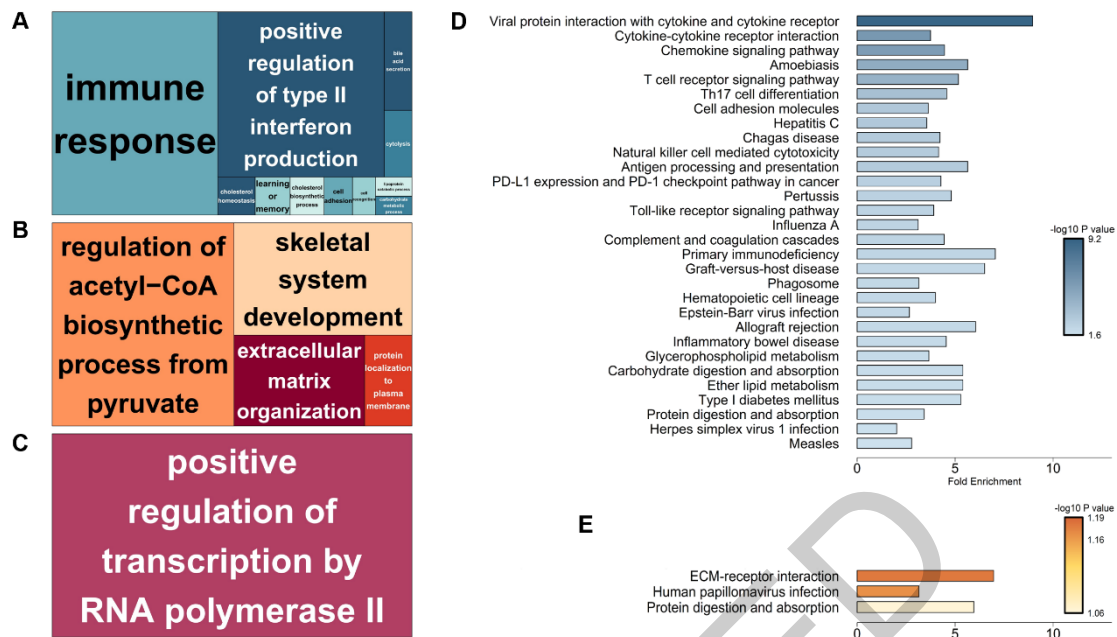 A
immune
response
positive
regulation
of type II
interferon
production
bile
acid
secretion
cytolysis
cholesterol
homeostasis
learning
or
memory
cholesterol
biosynthetic
process
cell
adhesion
cell
recognition
carbohydrate
metabolic
process
B
regulation of
acetyl−CoA
biosynthetic
process from
pyruvate
skeletal
system
development
extracellular
matrix
organization
protein
localization
to
plasma
membrane
C
positive
regulation of
transcription by
RNA polymerase II
D
Viral protein interaction with cytokine and cytokine receptor
Cytokine-cytokine receptor interaction
Chemokine signaling pathway
Amoebiasis
T cell receptor signaling pathway
Th17 cell differentiation
Cell adhesion molecules
Hepatitis C
Chagas disease
Natural killer cell mediated cytotoxicity
Antigen processing and presentation
PD-L1 expression and PD-1 checkpoint pathway in cancer
Pertussis
Toll-like receptor signaling pathway
Influenza A
Complement and coagulation cascades
Primary immunodeficiency
Graft-versus-host disease
Phagosome
Hematopoietic cell lineage
Epstein-Barr virus infection
Allograft rejection
Inflammatory bowel disease
Glycerophospholipid metabolism
Carbohydrate digestion and absorption
Ether lipid metabolism
Type I diabetes mellitus
Protein digestion and absorption
Herpes simplex virus 1 infection
Measles
0 5 10
Fold Enrichment
-log10 P value
9.2
1.6
E
ECM-receptor interaction
Human papillomavirus infection
Protein digestion and absorption
0 5 10
-log10 P value
1.19
1.16
1.06